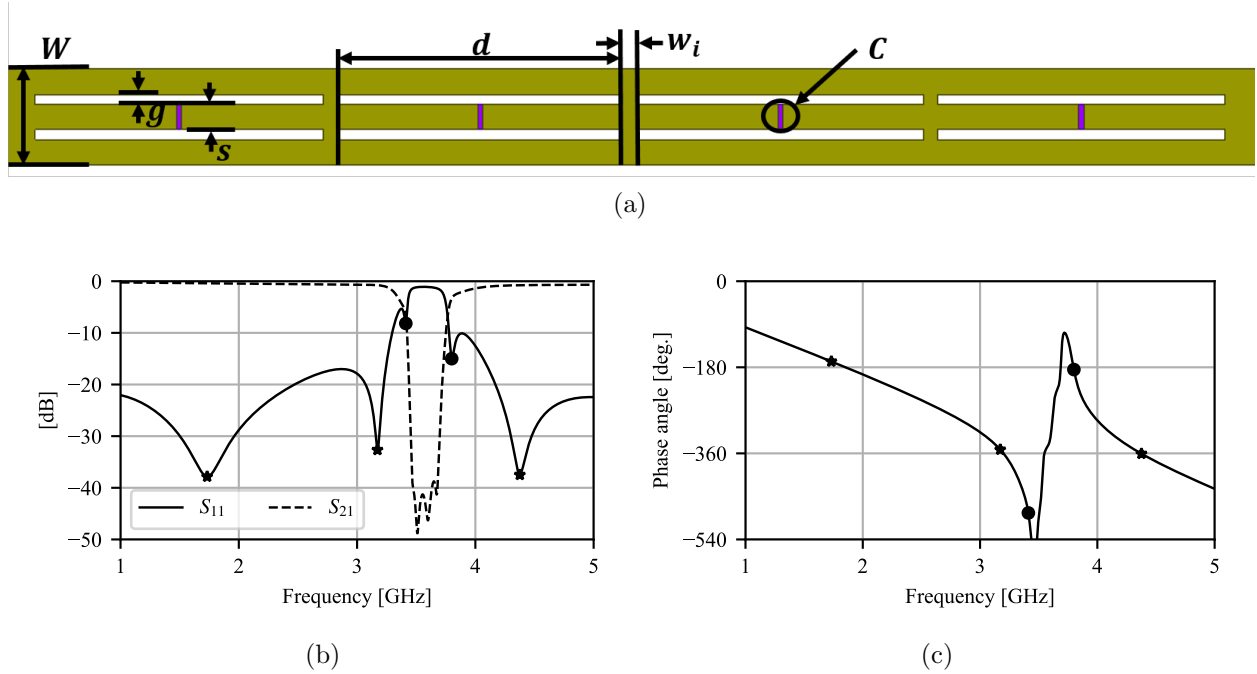 W
d
w_i
C
g
s
(a)
0
−10
−20
−30
−40
−50
[dB]
S_11
S_21
1
2
3
4
5
Frequency [GHz]
(b)
0
−180
−360
−540
Phase angle [deg.]
1
2
3
4
5
Frequency [GHz]
(c)